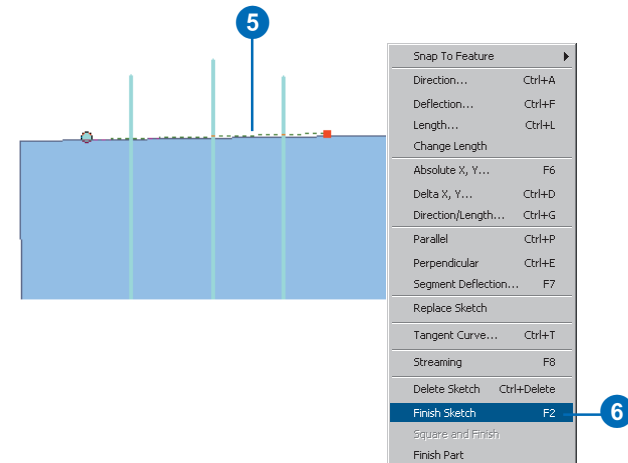 5
Snap To Feature
Direction... Ctrl+A
Deflection... Ctrl+F
Length... Ctrl+L
Change Length
Absolute X, Y... F6
Delta X, Y... Ctrl+D
Direction/Length... Ctrl+G
Parallel Ctrl+P
Perpendicular Ctrl+E
Segment Deflection... F7
Replace Sketch
Tangent Curve... Ctrl+T
Streaming F8
Delete Sketch Ctrl+Delete
Finish Sketch F2
6
Square and Finish
Finish Part